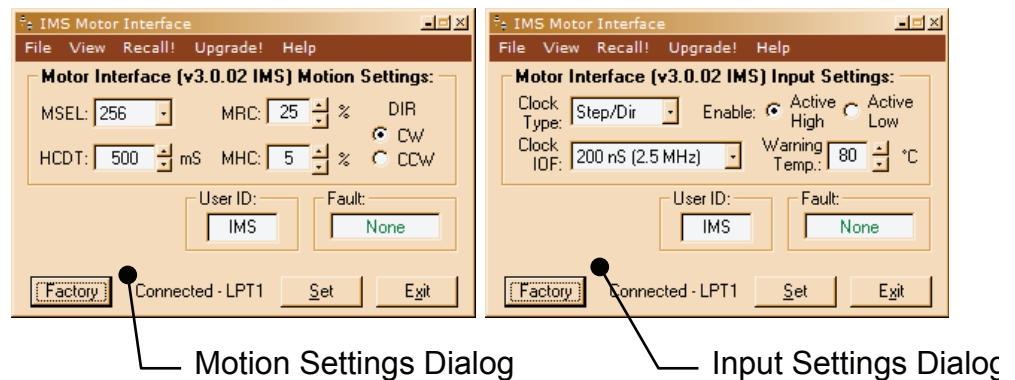 IMS Motor Interface
File View Recall! Upgrade! Help
Motor Interface (v3.0.02 IMS) Motion Settings:
MSEL: 256 MRC: 25 % DIR
CW
HCDT: 500 mS MHC: 5 % CCW
User ID: Fault:
IMS None
Factory Connected - LPT1 Set Exit
Motion Settings Dialog
IMS Motor Interface
File View Recall! Upgrade! Help
Motor Interface (v3.0.02 IMS) Input Settings:
Clock Type: Step/Dir Enable: Active High Active Low
Clock IOF: 200 nS (2.5 MHz) Warning Temp.: 80 °C
User ID: Fault:
IMS None
Factory Connected - LPT1 Set Exit
Input Settings Dialog